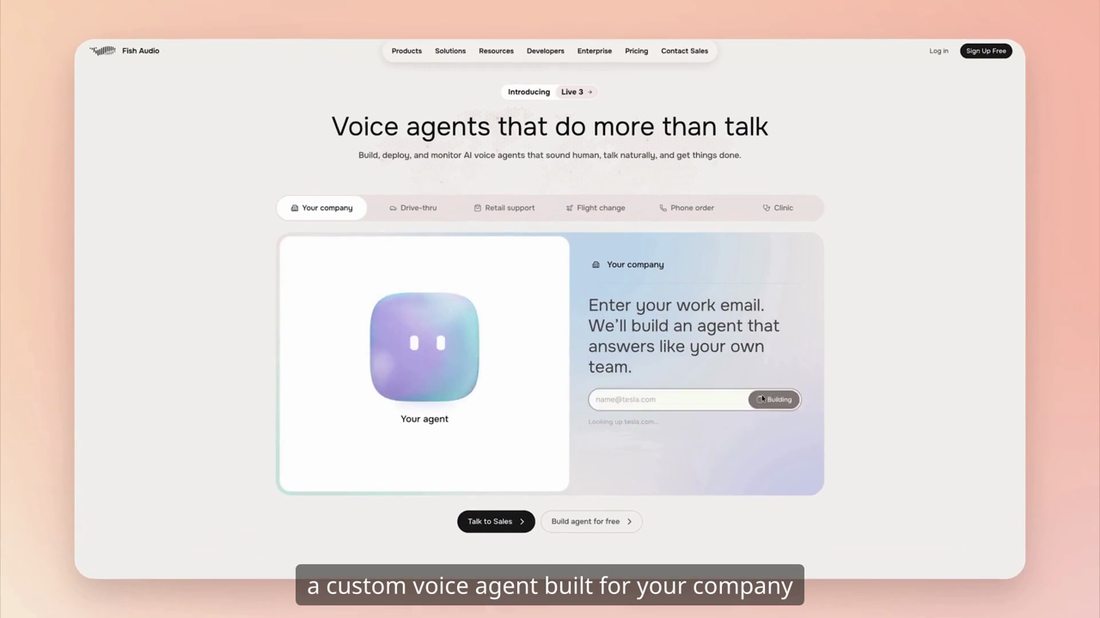 Fish Audio
Products Solutions Resources Developers Enterprise Pricing Contact Sales
Log in
Sign Up Free
Introducing Live 3 →
Voice agents that do more than talk
Build, deploy, and monitor AI voice agents that sound human, talk naturally, and get things done.
Your company Drive-thru Retail support Flight change Phone order Clinic
Your agent
Your company
Enter your work email.
We'll build an agent that
answers like your own
team.
name@tesla.com
Building
Looking up tesla.com...
Talk to Sales
Build agent for free
a custom voice agent built for your company